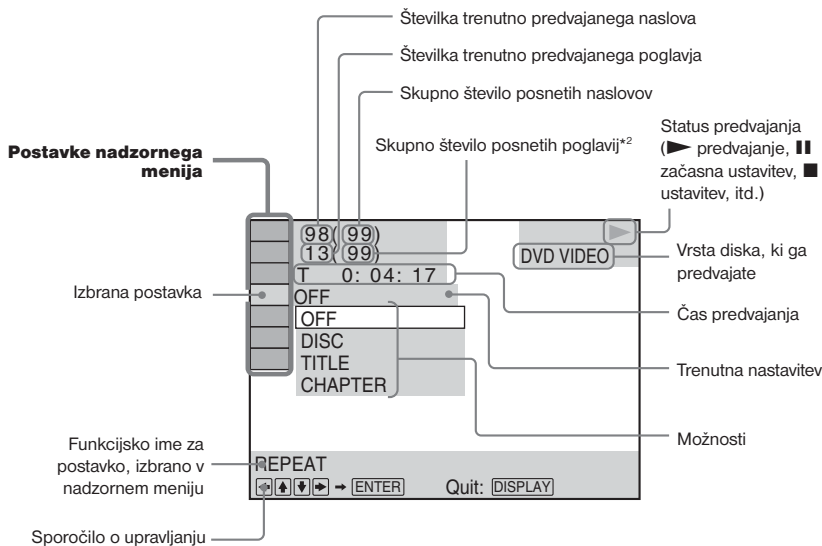 Številka trenutno predvajanega naslova
Številka trenutno predvajanega poglavja
Skupno število posnetih naslovov
Skupno število posnetih poglavij*2
Status predvajanja
(► predvajanje, ❚❚
začasna ustavitev, ■
ustavitev, itd.)
Postavke nadzornega
menija
98( 99)
13( 99)
T 0: 04: 17
DVD VIDEO
Vrsta diska, ki ga
predvajate
Izbrana postavka
OFF
OFF
DISC
TITLE
CHAPTER
Čas predvajanja
Trenutna nastavitev
Možnosti
Funkcijsko ime za
postavko, izbrano v
nadzornem meniju
REPEAT
←↑↓→ → ENTER Quit: DISPLAY
Sporočilo o upravljanju